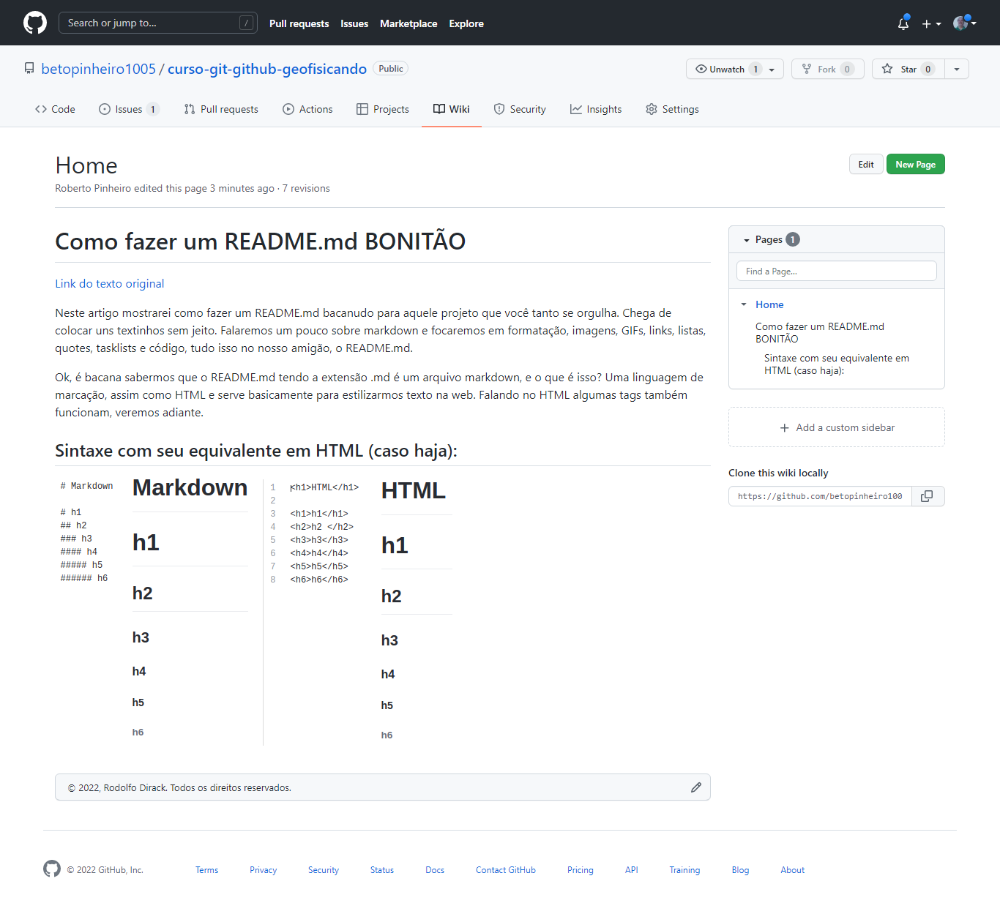 Search or jump to... /
Pull requests Issues Marketplace Explore
betopinheiro1005 / curso-git-github-geofisicando Public
Unwatch 1 Fork 0 Star 0
Code Issues 1 Pull requests Actions Projects Wiki Security Insights Settings
Home
Edit New Page
Roberto Pinheiro edited this page 3 minutes ago · 7 revisions
Como fazer um README.md BONITÃO
Link do texto original
Neste artigo mostrarei como fazer um README.md bacanudo para aquele projeto que você tanto se orgulha. Chega de
colocar uns textinhos sem jeito. Falaremos um pouco sobre markdown e focaremos em formatação, imagens, GIFs, links, listas,
quotes, tasklists e código, tudo isso no nosso amigão, o README.md.
Ok, é bacana sabermos que o README.md tendo a extensão .md é um arquivo markdown, e o que é isso? Uma linguagem de
marcação, assim como HTML e serve basicamente para estilizarmos texto na web. Falando no HTML algumas tags também
funcionam, veremos adiante.
Sintaxe com seu equivalente em HTML (caso haja):
# Markdown
# h1
## h2
### h3
#### h4
##### h5
###### h6
Markdown
h1
h2
h3
h4
h5
h6
1 <h1>HTML</h1>
2
3 <h1>h1</h1>
4 <h2>h2 </h2>
5 <h3>h3</h3>
6 <h4>h4</h4>
7 <h5>h5</h5>
8 <h6>h6</h6>
HTML
h1
h2
h3
h4
h5
h6
© 2022, Rodolfo Dirack. Todos os direitos reservados.
Pages 1
Find a Page...
Home
Como fazer um README.md
BONITÃO
Sintaxe com seu equivalente em
HTML (caso haja):
Add a custom sidebar
Clone this wiki locally
https://github.com/betopinheiro100
© 2022 GitHub, Inc. Terms Privacy Security Status Docs Contact GitHub Pricing API Training Blog About